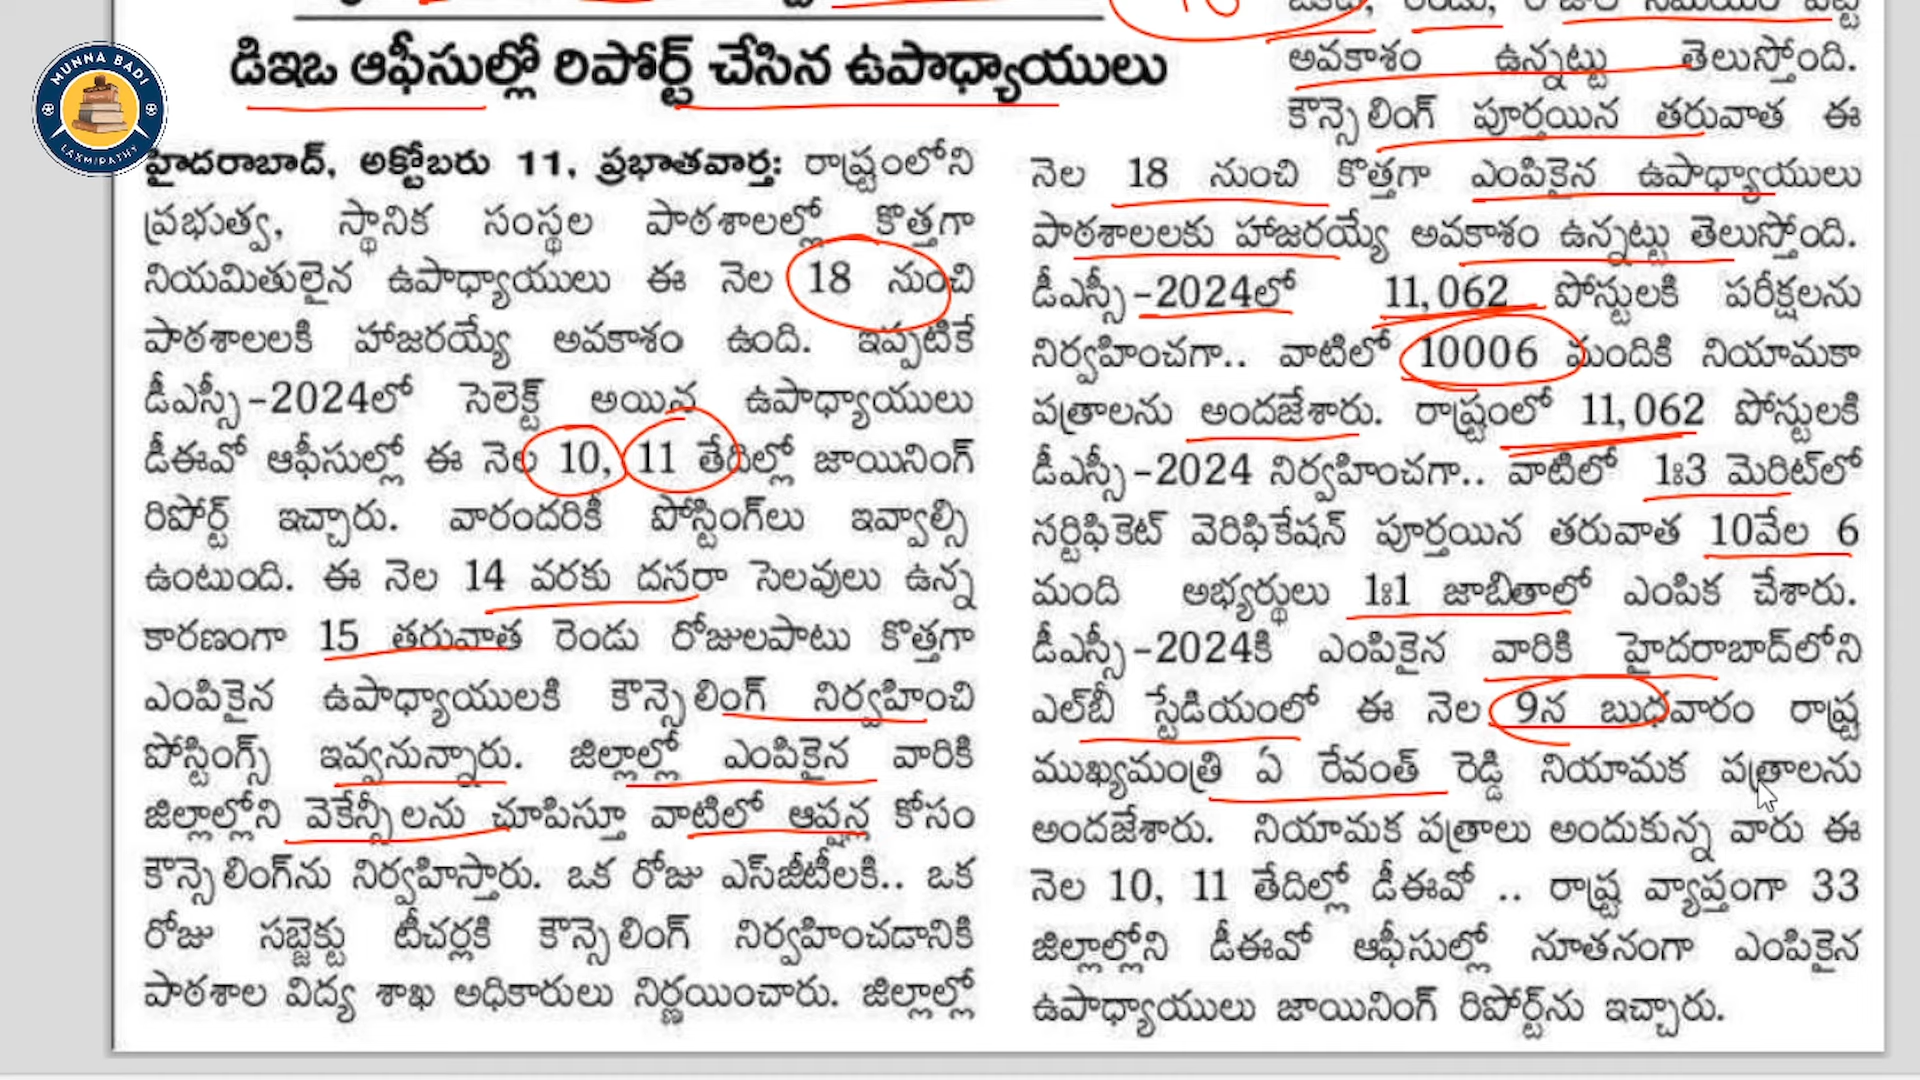 MUNNA BADI
LAXMIPATHY
డిఇఒ ఆఫీసుల్లో రిపోర్ట్ చేసిన ఉపాధ్యాయులు
హైదరాబాద్, అక్టోబరు 11, ప్రభాతవార్త: రాష్ట్రంలోని
ప్రభుత్వ, స్థానిక సంస్థల పాఠశాలల్లో కొత్తగా
నియమితులైన ఉపాధ్యాయులు ఈ నెల 18 నుంచి
పాఠశాలలకి హాజరయ్యే అవకాశం ఉంది. ఇప్పటికే
డీఎస్సీ-2024లో సెలెక్ట్ అయిన ఉపాధ్యాయులు
డీఈవో ఆఫీసుల్లో ఈ నెల 10, 11 తేదిల్లో జాయినింగ్
రిపోర్ట్ ఇచ్చారు. వారందరికీ పోస్టింగ్‌లు ఇవ్వాల్సి
ఉంటుంది. ఈ నెల 14 వరకు దసరా సెలవులు ఉన్న
కారణంగా 15 తరువాత రెండు రోజులపాటు కొత్తగా
ఎంపికైన ఉపాధ్యాయులకి కౌన్సెలింగ్ నిర్వహించి
పోస్టింగ్స్ ఇవ్వనున్నారు. జిల్లాల్లో ఎంపికైన వారికి
జిల్లాల్లోని వెకేన్సీలను చూపిస్తూ వాటిలో ఆప్షన్ల కోసం
కౌన్సెలింగ్‌ను నిర్వహిస్తారు. ఒక రోజు ఎస్‌జీటీలకి.. ఒక
రోజు సబ్జెక్టు టీచర్లకి కౌన్సెలింగ్ నిర్వహించడానికి
పాఠశాల విద్య శాఖ అధికారులు నిర్ణయించారు. జిల్లాల్లో
అవకాశం ఉన్నట్టు తెలుస్తోంది.
కౌన్సెలింగ్ పూర్తయిన తరువాత ఈ
నెల 18 నుంచి కొత్తగా ఎంపికైన ఉపాధ్యాయులు
పాఠశాలలకు హాజరయ్యే అవకాశం ఉన్నట్టు తెలుస్తోంది.
డీఎస్సీ-2024లో 11,062 పోస్టులకి పరీక్షలను
నిర్వహించగా.. వాటిలో 10006 మందికి నియామకా
పత్రాలను అందజేశారు. రాష్ట్రంలో 11,062 పోస్టులకి
డీఎస్సీ-2024 నిర్వహించగా.. వాటిలో 1:3 మెరిట్‌లో
సర్టిఫికెట్ వెరిఫికేషన్ పూర్తయిన తరువాత 10వేల 6
మంది అభ్యర్థులు 1:1 జాబితాలో ఎంపిక చేశారు.
డీఎస్సీ-2024కి ఎంపికైన వారికి హైదరాబాద్‌లోని
ఎల్‌బీ స్టేడియంలో ఈ నెల 9న బుధవారం రాష్ట్ర
ముఖ్యమంత్రి ఏ రేవంత్ రెడ్డి నియామక పత్రాలను
అందజేశారు. నియామక పత్రాలు అందుకున్న వారు ఈ
నెల 10, 11 తేదిల్లో డీఈవో .. రాష్ట్ర వ్యాప్తంగా 33
జిల్లాల్లోని డీఈవో ఆఫీసుల్లో నూతనంగా ఎంపికైన
ఉపాధ్యాయులు జాయినింగ్ రిపోర్ట్‌ను ఇచ్చారు.